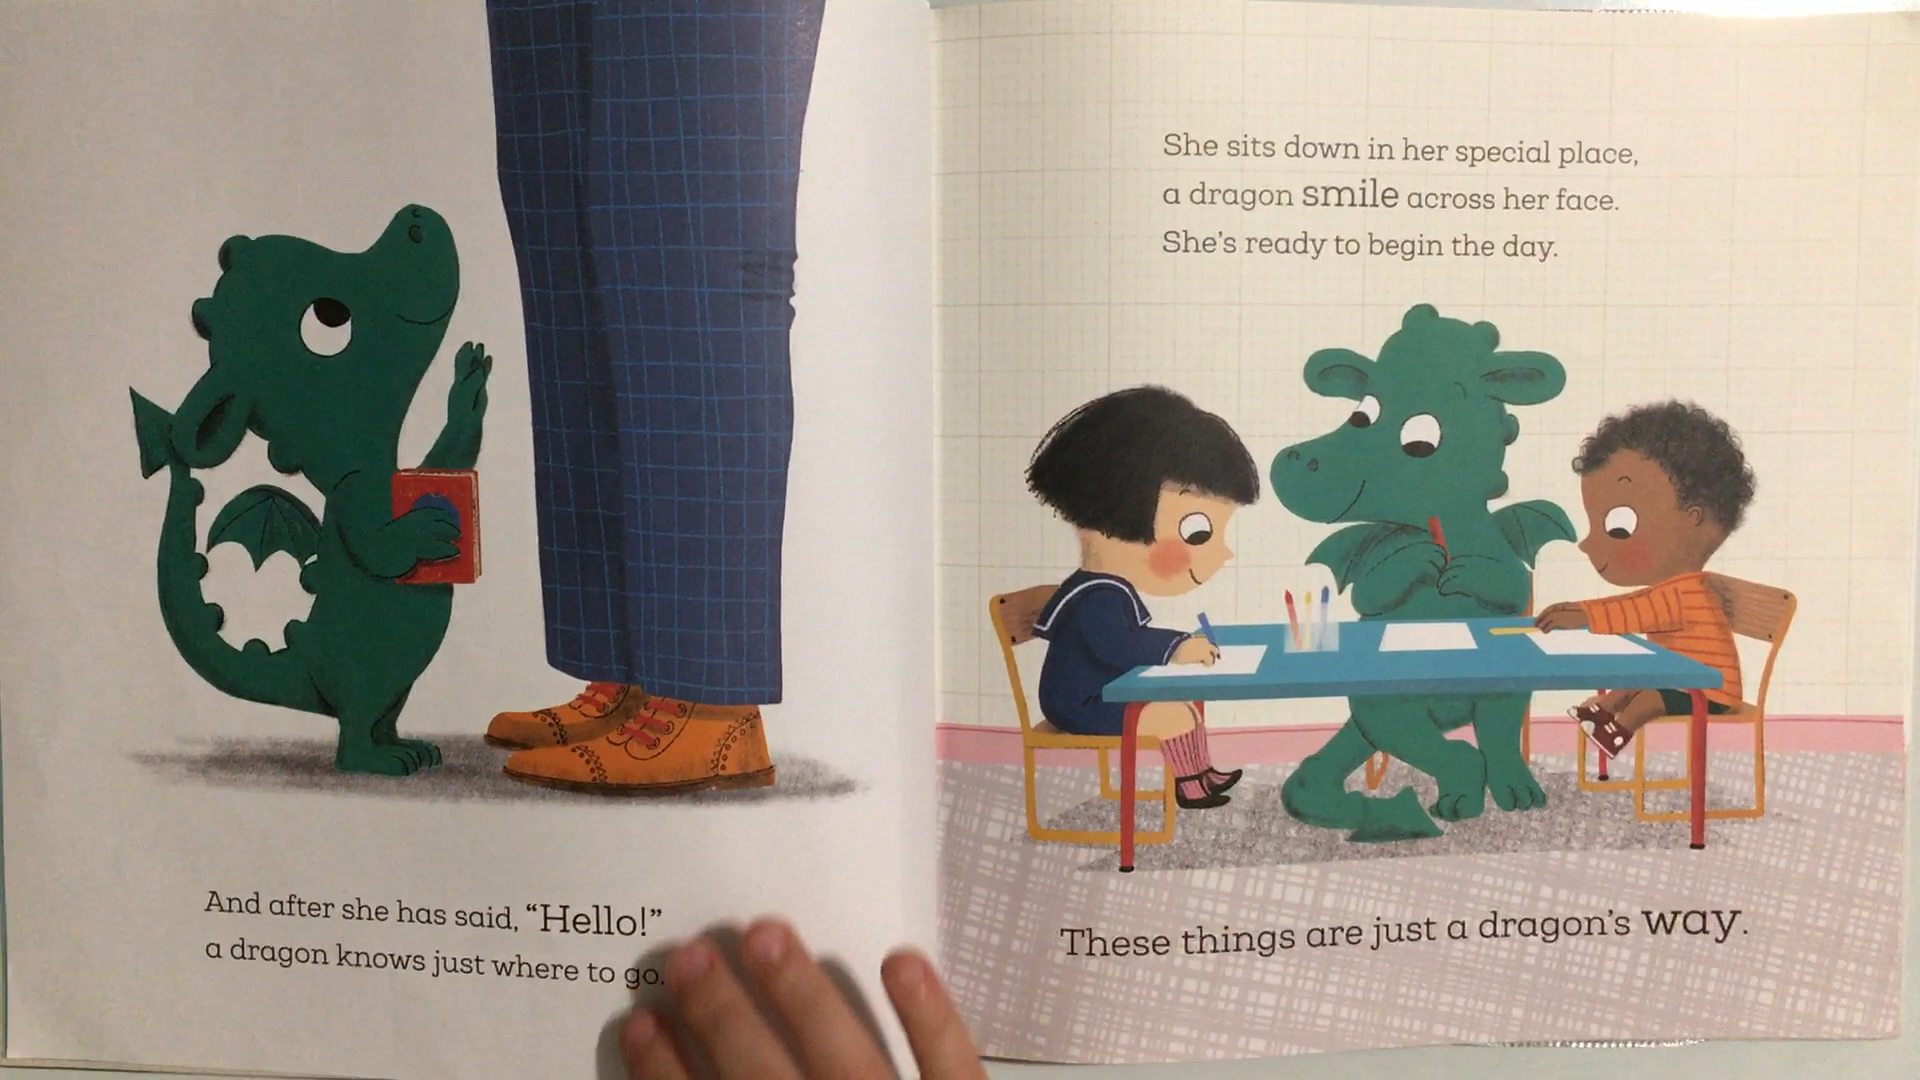 And after she has said, “Hello!”
a dragon knows just where to go.
She sits down in her special place,
a dragon smile across her face.
She’s ready to begin the day.
These things are just a dragon’s way.